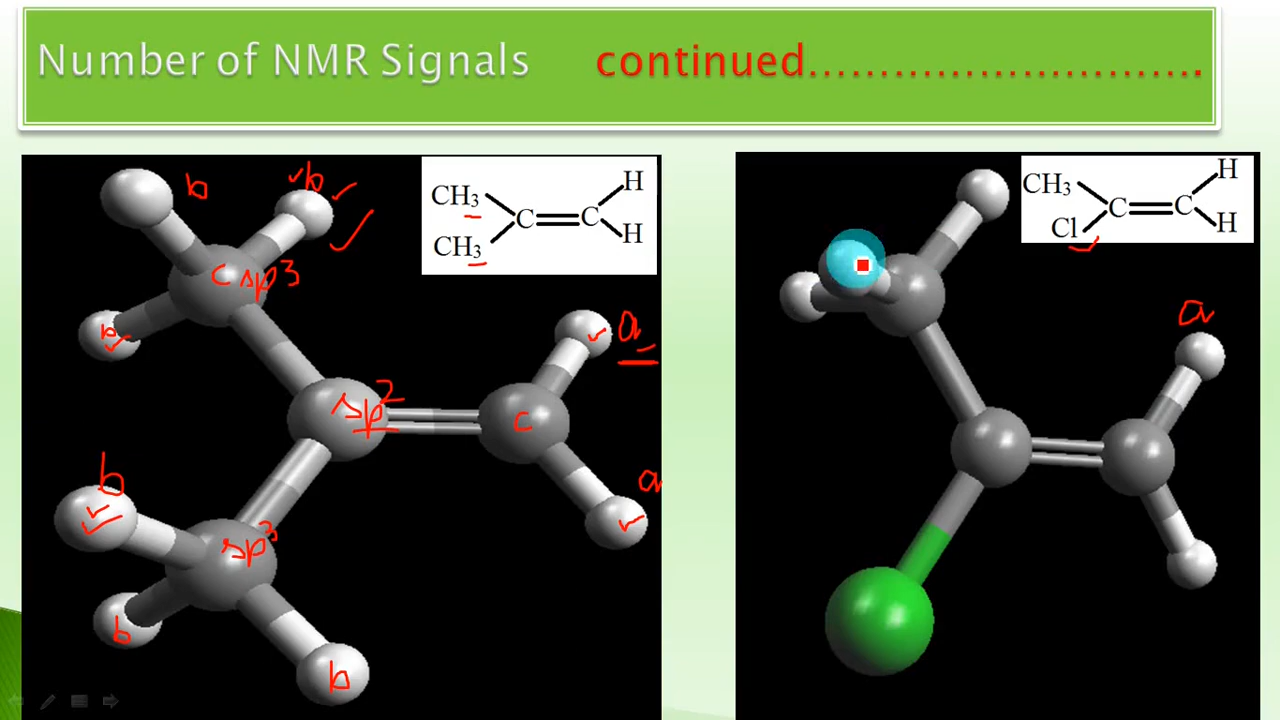 Number of NMR Signals continued............................
CH3 H
C=C
CH3 H
CH3 H
C=C
Cl H
b b
C sp3
b
a
sp2
C
b
a
sp3
b
b
a